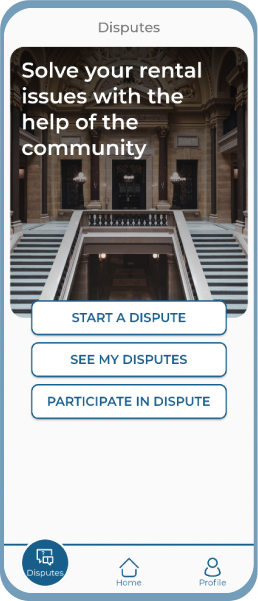 Disputes
Solve your rental
issues with the
help of the
community
START A DISPUTE
SEE MY DISPUTES
PARTICIPATE IN DISPUTE
Disputes
Home
Profile